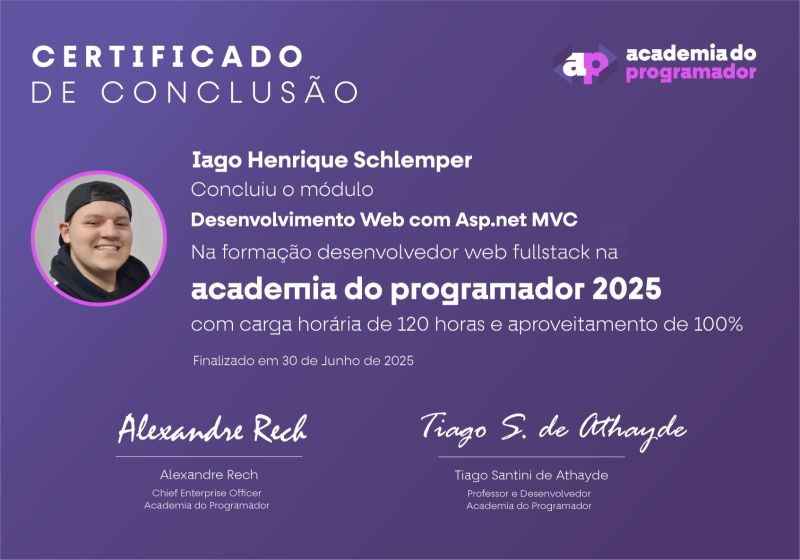 CERTIFICADO
DE CONCLUSÃO
ap
academia do
programador
Iago Henrique Schlemper
Concluiu o módulo
Desenvolvimento Web com Asp.net MVC
Na formação desenvolvedor web fullstack na
academia do programador 2025
com carga horária de 120 horas e aproveitamento de 100%
Finalizado em 30 de Junho de 2025
Alexandre Rech
Alexandre Rech
Chief Enterprise Officer
Academia do Programador
Tiago S. de Athayde
Tiago Santini de Athayde
Professor e Desenvolvedor
Academia do Programador